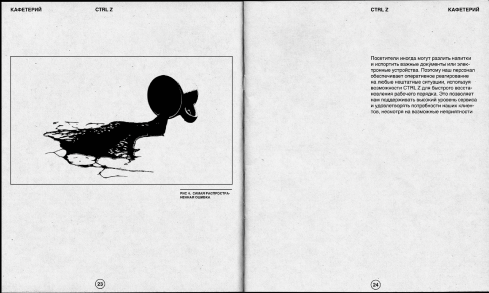 КАФЕТЕРИЙ
CTRL Z
РИС 4. САМАЯ РАСПРОСТРА-
НЕННАЯ ОШИБКА
23
CTRL Z
КАФЕТЕРИЙ
Посетители иногда могут разлить напитки
и испортить важные документы или элек-
тронные устройства. Поэтому наш персонал
обеспечивает оперативное реагирование
на любые нештатные ситуации, используя
возможности CTRL Z для быстрого восста-
новления рабочего порядка. Это позволяет
нам поддерживать высокий уровень сервиса
и удовлетворять потребности наших клиен-
тов, несмотря на возможные неприятности
24